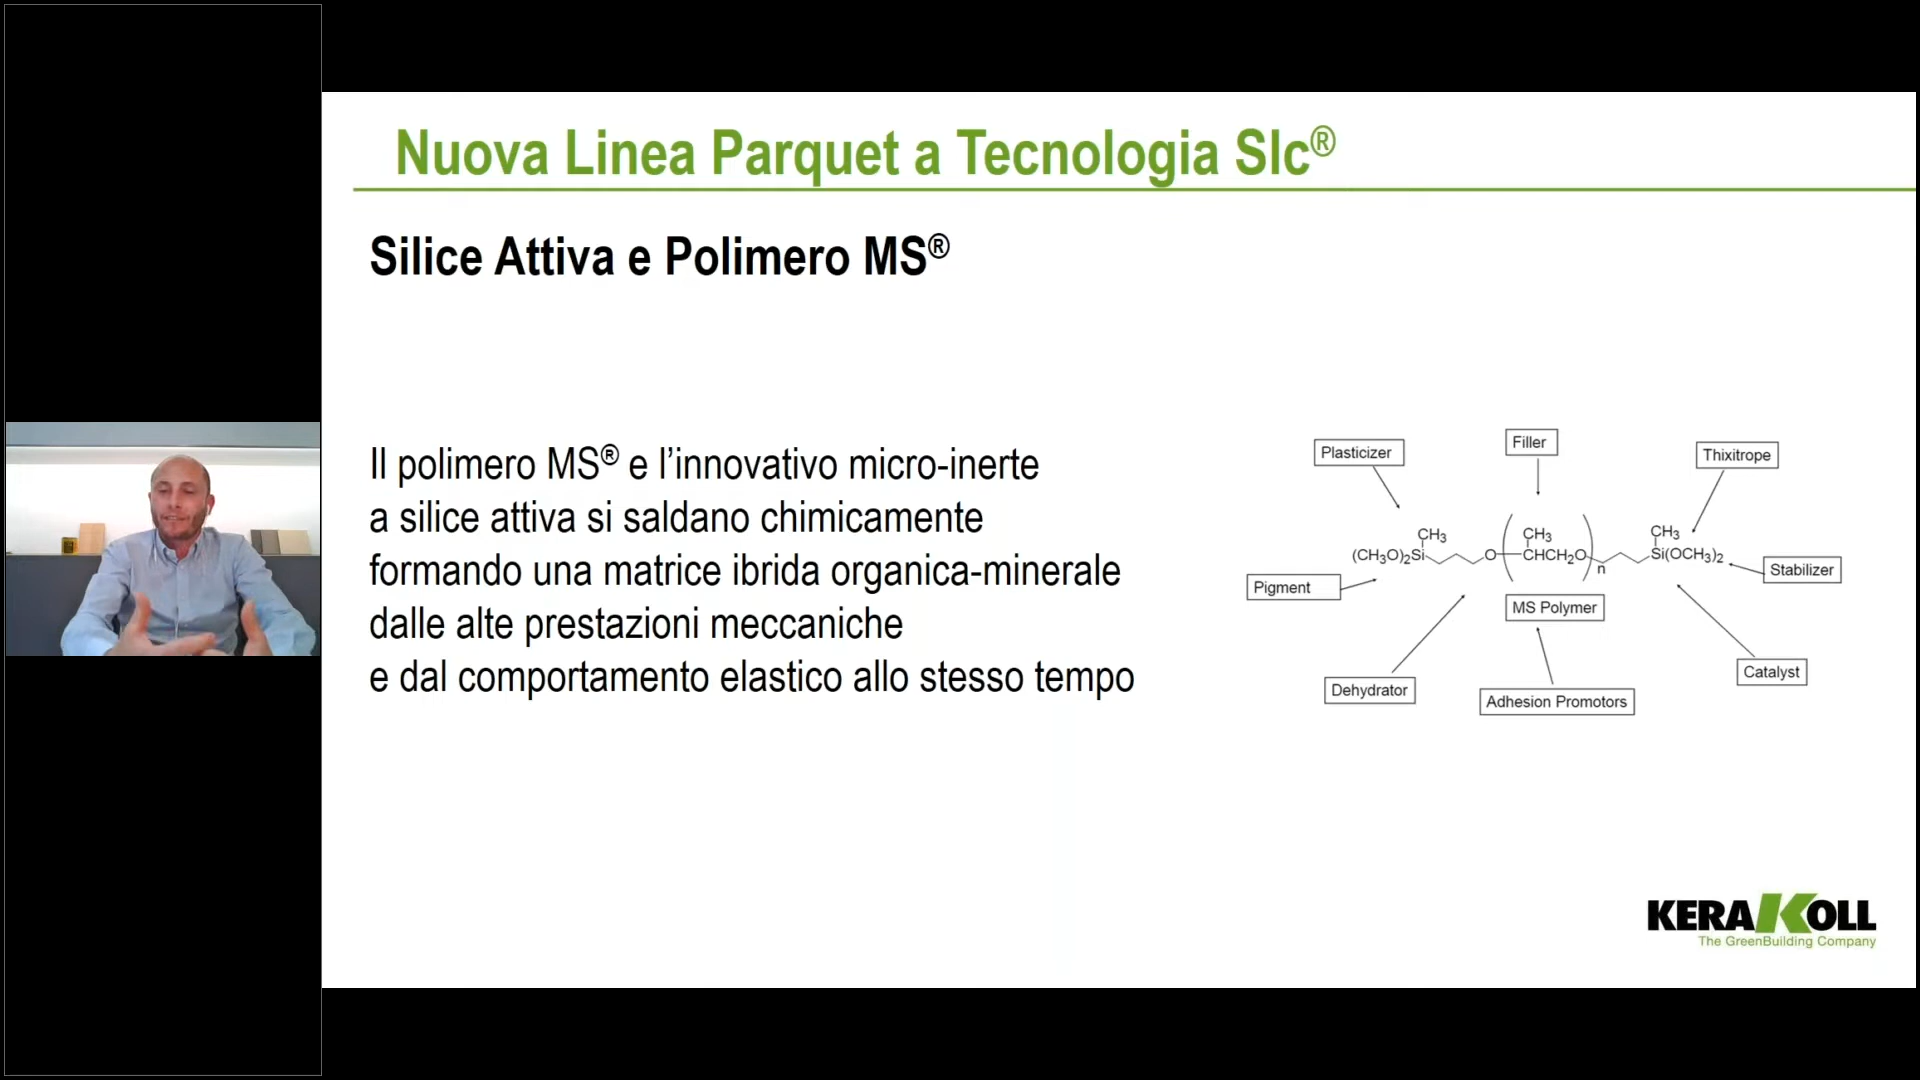 Nuova Linea Parquet a Tecnologia Slc®
Silice Attiva e Polimero MS®
Il polimero MS® e l’innovativo micro-inerte
a silice attiva si saldano chimicamente
formando una matrice ibrida organica-minerale
dalle alte prestazioni meccaniche
e dal comportamento elastico allo stesso tempo
Plasticizer
Filler
Thixitrope
CH3
CH3
CH3
(CH3O)2Si
O
CHCH2O
n
Si(OCH3)2
Stabilizer
Pigment
MS Polymer
Catalyst
Dehydrator
Adhesion Promotors
KERAKOLL
The GreenBuilding Company